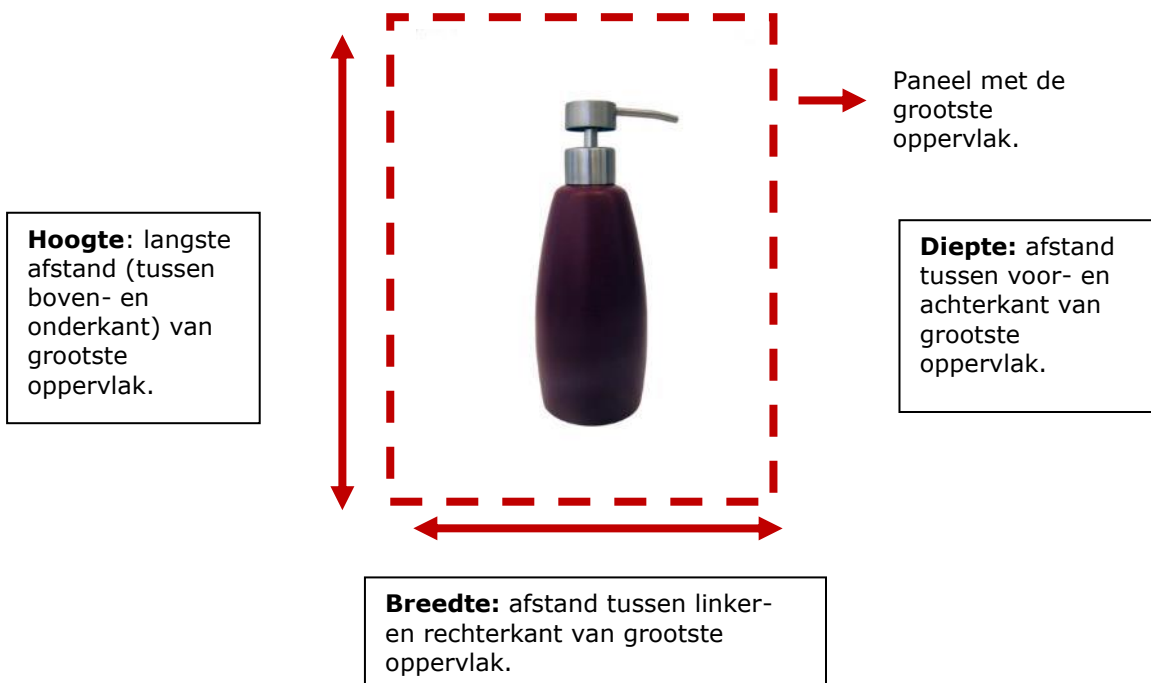 Paneel met de
grootste
oppervlak.
Hoogte: langste
afstand (tussen
boven- en
onderkant) van
grootste
oppervlak.
Diepte: afstand
tussen voor- en
achterkant van
grootste
oppervlak.
Breedte: afstand tussen linker-
en rechterkant van grootste
oppervlak.